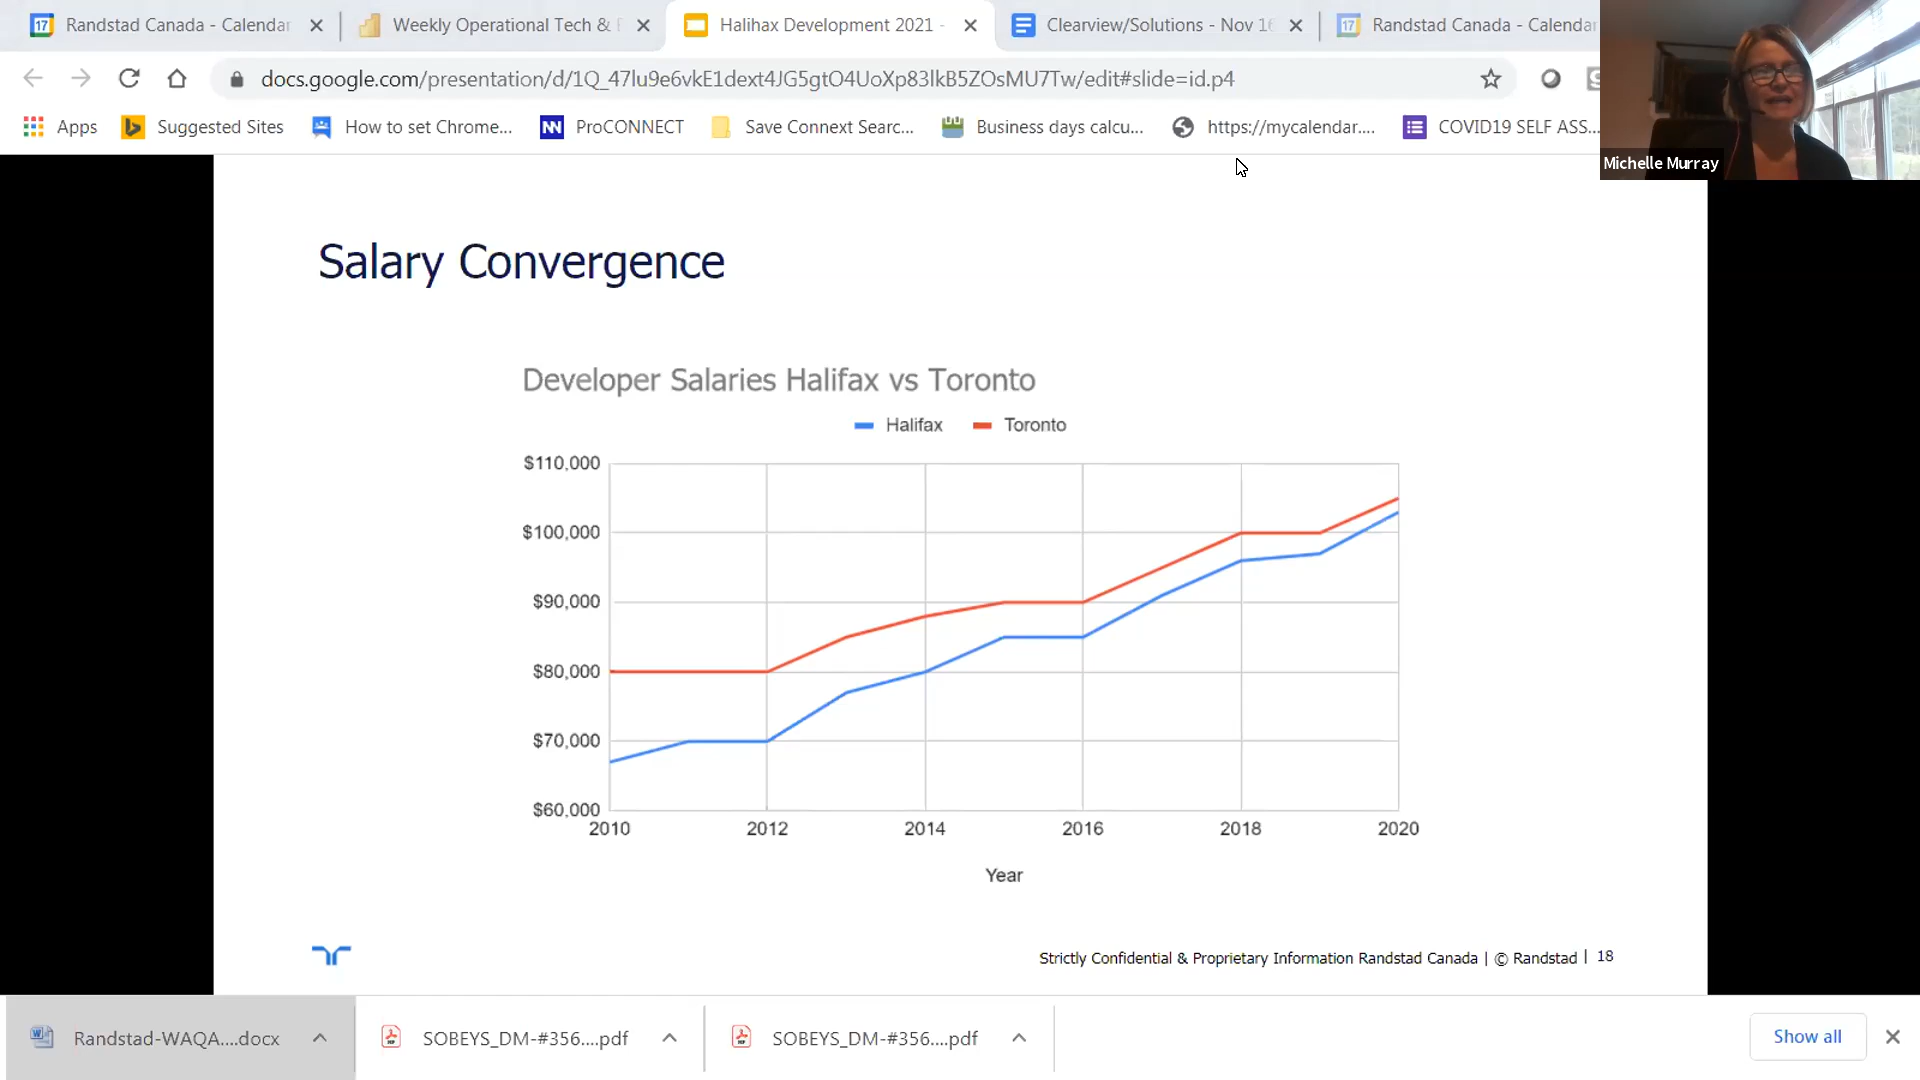 Randstad Canada - Calendar
Weekly Operational Tech &
Halihax Development 2021 -
Clearview/Solutions - Nov 16
Randstad Canada - Calendar
docs.google.com/presentation/d/1Q_47lu9e6vkE1dext4JG5gtO4UoXp83lkB5ZOsMU7Tw/edit#slide=id.p4
Apps
Suggested Sites
How to set Chrome...
ProCONNECT
Save Connext Searc...
Business days calcu...
https://mycalendar....
COVID19 SELF ASS...
Michelle Murray
Salary Convergence
Developer Salaries Halifax vs Toronto
Halifax
Toronto
$110,000
$100,000
$90,000
$80,000
$70,000
$60,000
2010 2012 2014 2016 2018 2020
Year
Strictly Confidential & Proprietary Information Randstad Canada | © Randstad | 18
Randstad-WAQA....docx
SOBEYS_DM-#356....pdf
SOBEYS_DM-#356....pdf
Show all